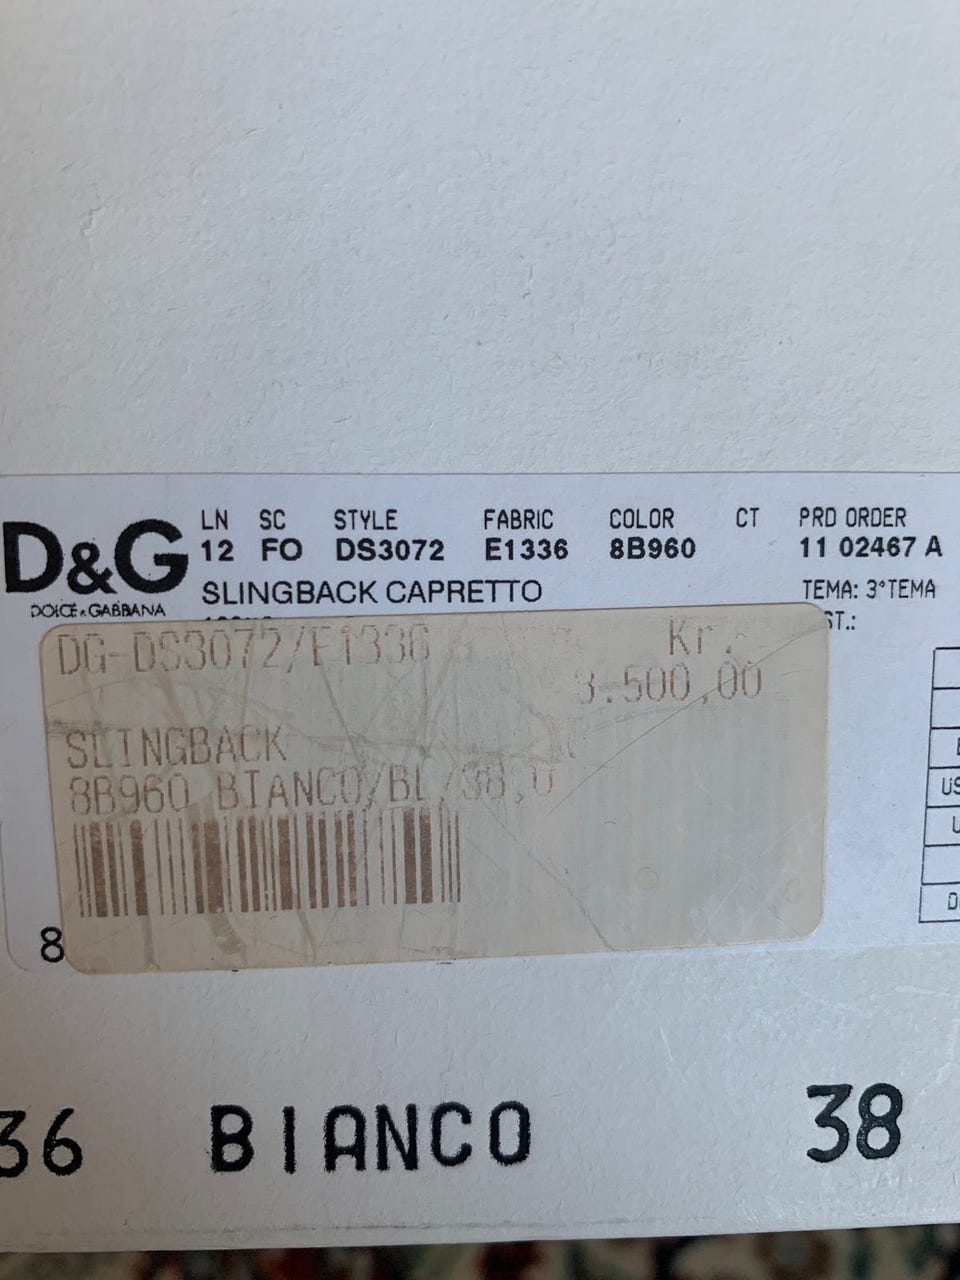 D&G
DOLCE & GABBANA
LN SC STYLE FABRIC COLOR CT PRD ORDER
12 FO DS3072 E1336 8B960 11 02467 A
SLINGBACK CAPRETTO TEMA: 3°TEMA
ST.:
DG-DS3072/E1336 Kr.:
3.500,00
SLINGBACK
8B960 BIANCO/BL/38,0
US
8
36 BIANCO 38